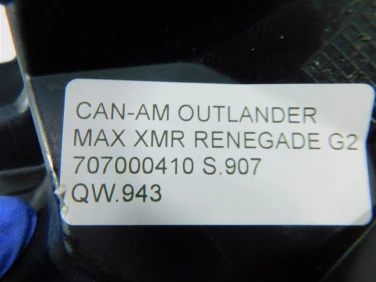 CAN-AM OUTLANDER
MAX XMR RENEGADE G2
707000410 S.907
QW.943